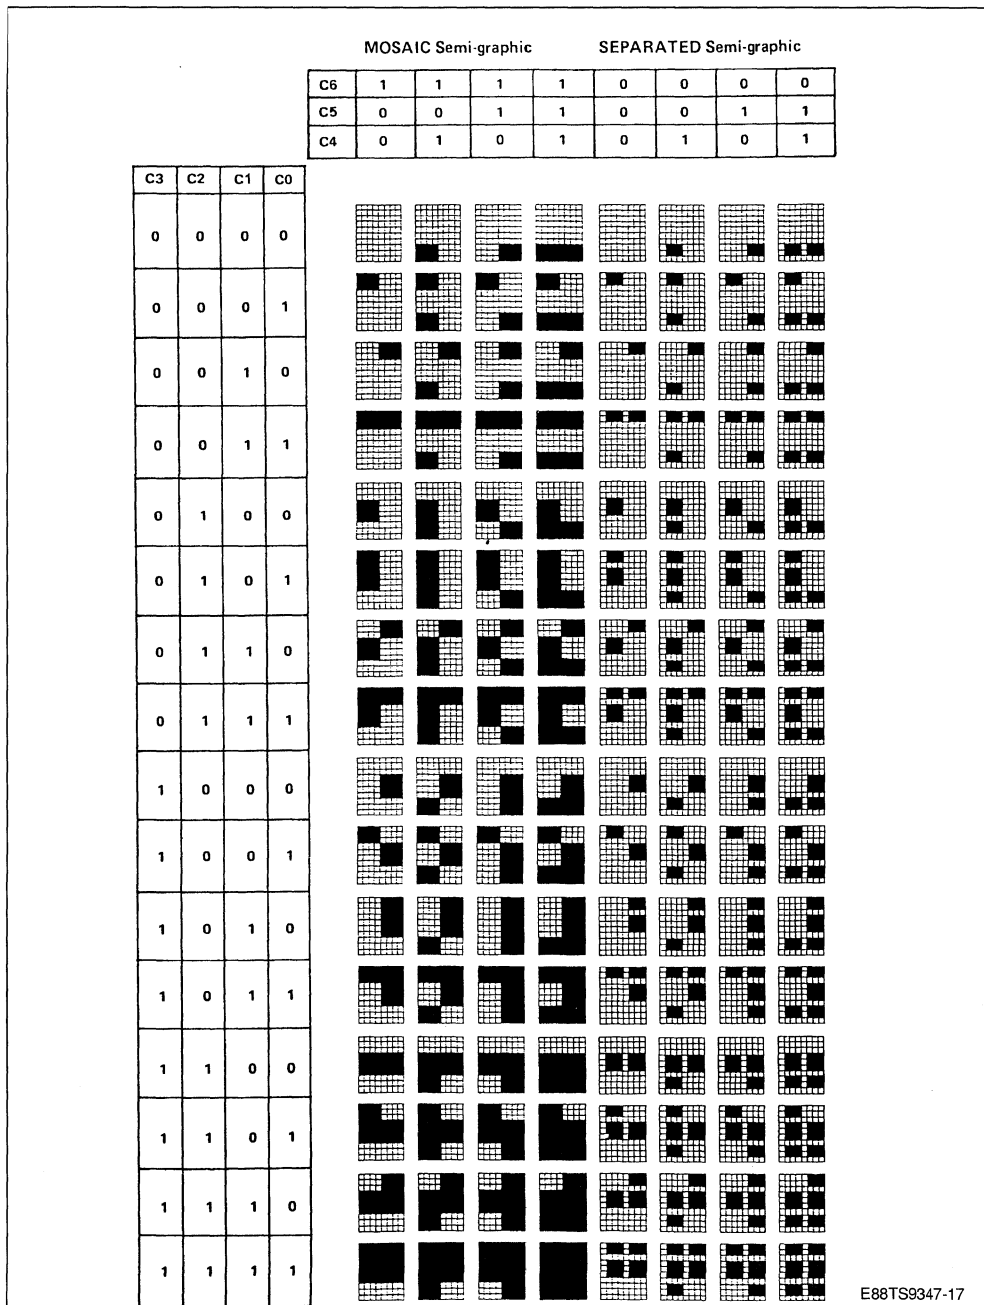 MOSAIC Semi-graphic SEPARATED Semi-graphic
C6 1 1 1 1 0 0 0 0
C5 0 0 1 1 0 0 1 1
C4 0 1 0 1 0 1 0 1
C3 C2 C1 C0
0 0 0 0
0 0 0 1
0 0 1 0
0 0 1 1
0 1 0 0
0 1 0 1
0 1 1 0
0 1 1 1
1 0 0 0
1 0 0 1
1 0 1 0
1 0 1 1
1 1 0 0
1 1 0 1
1 1 1 0
1 1 1 1
E88TS9347-17